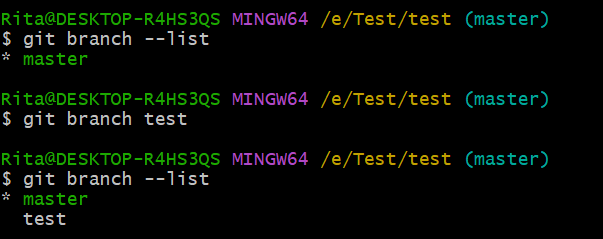 Rita@DESKTOP-R4HS3QS MINGW64 /e/Test/test (master)
$ git branch --list
* master
Rita@DESKTOP-R4HS3QS MINGW64 /e/Test/test (master)
$ git branch test
Rita@DESKTOP-R4HS3QS MINGW64 /e/Test/test (master)
$ git branch --list
* master
test